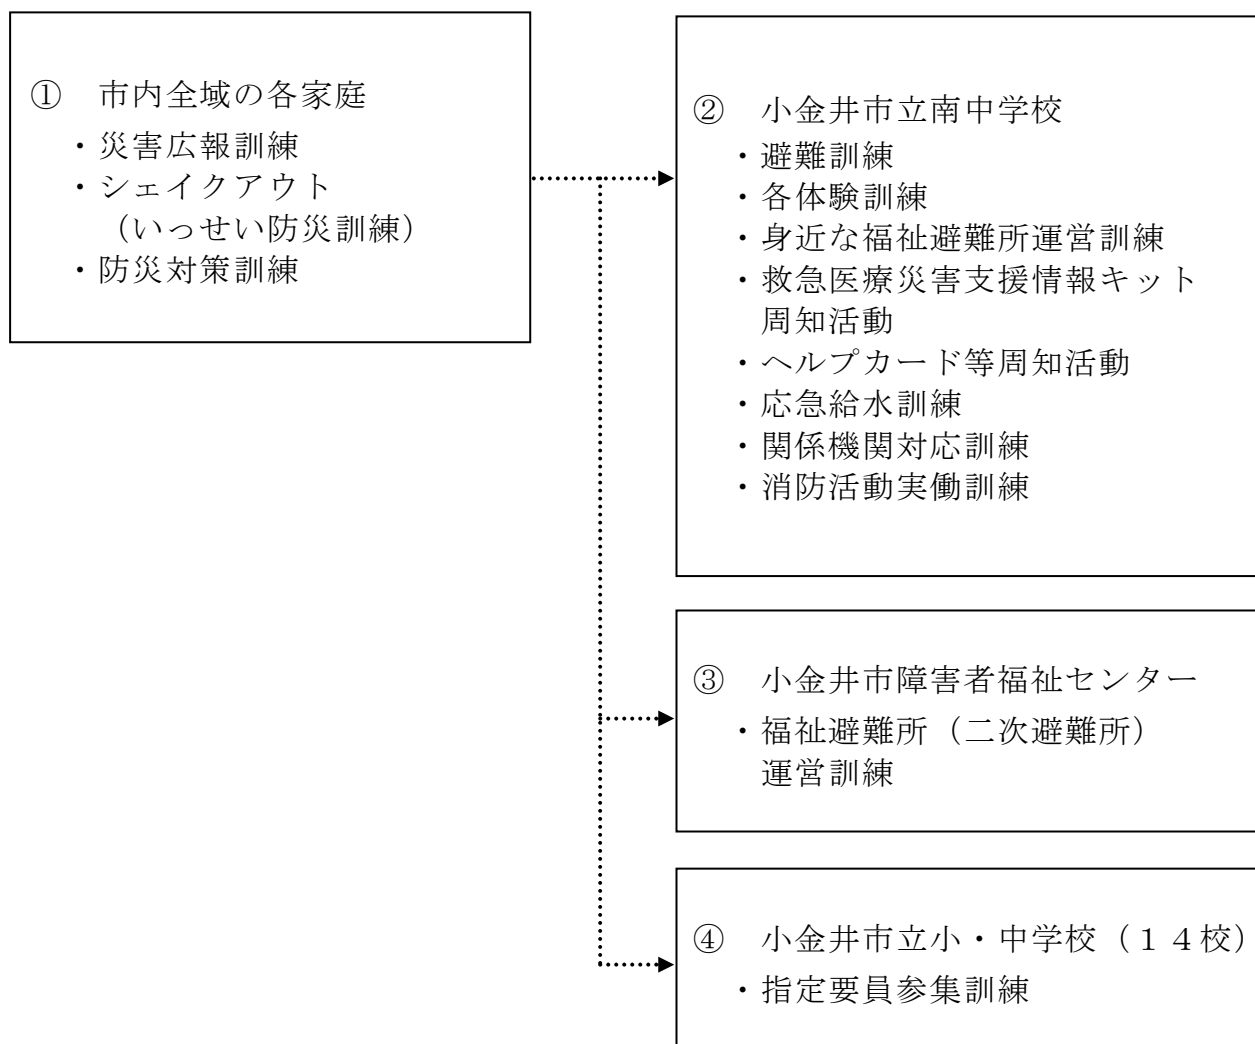 ① 市内全域の各家庭
・災害広報訓練
・シェイクアウト
（いっせい防災訓練）
・防災対策訓練
② 小金井市立南中学校
・避難訓練
・各体験訓練
・身近な福祉避難所運営訓練
・救急医療災害支援情報キット
周知活動
・ヘルプカード等周知活動
・応急給水訓練
・関係機関対応訓練
・消防活動実働訓練
③ 小金井市障害者福祉センター
・福祉避難所（二次避難所）
運営訓練
④ 小金井市立小・中学校（１４校）
・指定要員参集訓練